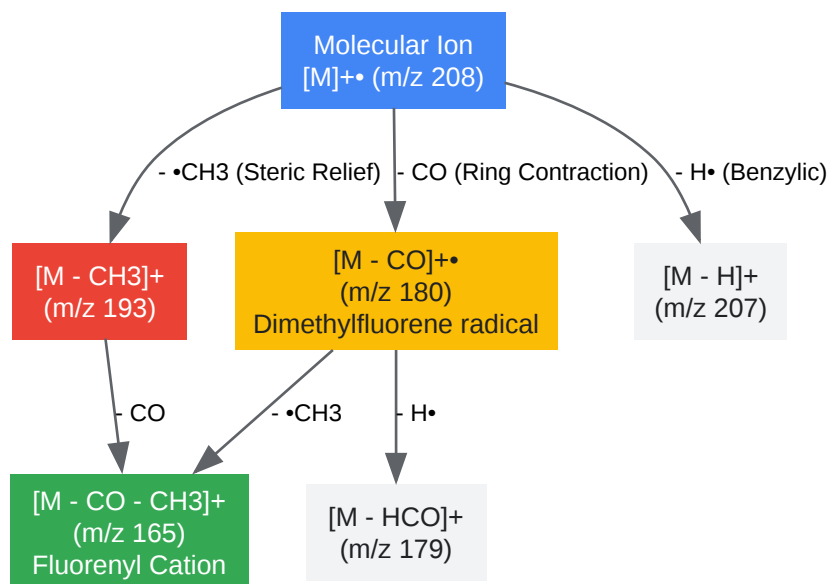 Molecular Ion
[M]+• (m/z 208)
- •CH3 (Steric Relief)
- CO (Ring Contraction)
- H• (Benzylic)
[M - CH3]+
(m/z 193)
[M - CO]+•
(m/z 180)
Dimethylfluorene radical
[M - H]+
(m/z 207)
- CO
- •CH3
- H•
[M - CO - CH3]+
(m/z 165)
Fluorenyl Cation
[M - HCO]+
(m/z 179)